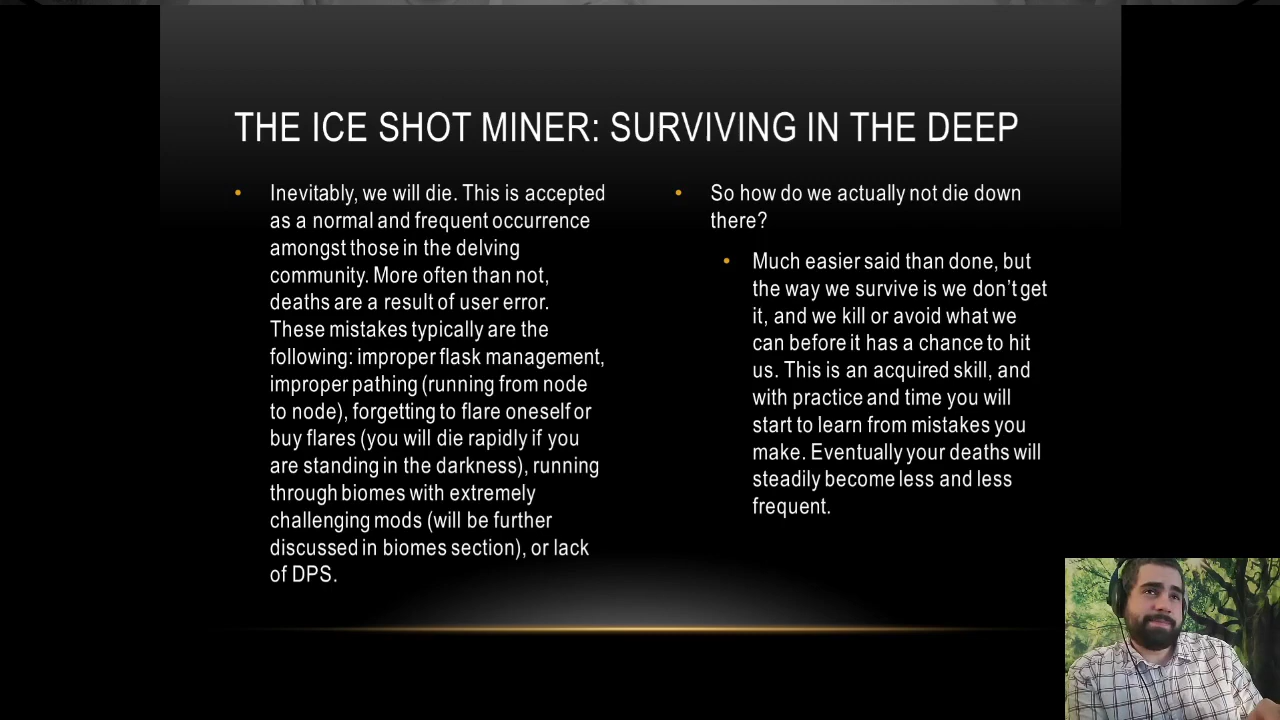 THE ICE SHOT MINER: SURVIVING IN THE DEEP
• Inevitably, we will die. This is accepted
as a normal and frequent occurrence
amongst those in the delving
community. More often than not,
deaths are a result of user error.
These mistakes typically are the
following: improper flask management,
improper pathing (running from node
to node), forgetting to flare oneself or
buy flares (you will die rapidly if you
are standing in the darkness), running
through biomes with extremely
challenging mods (will be further
discussed in biomes section), or lack
of DPS.
• So how do we actually not die down
there?
• Much easier said than done, but
the way we survive is we don't get
it, and we kill or avoid what we
can before it has a chance to hit
us. This is an acquired skill, and
with practice and time you will
start to learn from mistakes you
make. Eventually your deaths will
steadily become less and less
frequent.